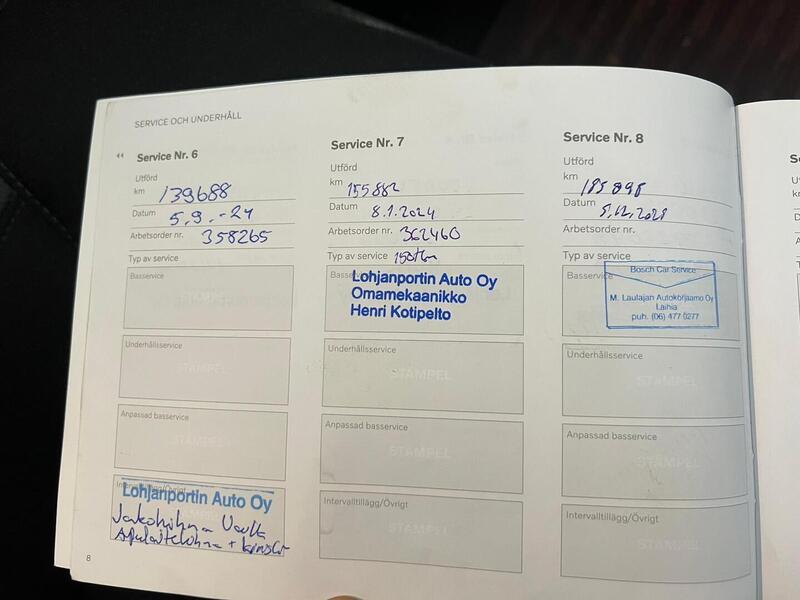 SERVICE OCH UNDERHÅLL
Service Nr. 6
Utförd
km 139688
Datum 5.9.-24
Arbetsorder nr. 358265
Typ av service
Basservice
Underhållsservice
STÄMPEL
Anpassad basservice
STÄMPEL
Intervalltillägg/Övrigt
Lohjanportin Auto Oy
Jakohihna
Apulaitehihna +
Service Nr. 7
Utförd
km 155882
Datum 8.1.2024
Arbetsorder nr. 362460
Typ av service
Basservice
Lohjanportin Auto Oy
Omamekaanikko
Henri Kotipelto
Underhållsservice
STÄMPEL
Anpassad basservice
STÄMPEL
Intervalltillägg/Övrigt
STÄMPEL
Service Nr. 8
Utförd
km 185898
Datum
Arbetsorder nr.
Typ av service
Basservice
Bosch Car Service
M. Laulajan Autokorjaamo Oy
Laihia
puh. (06) 477 0277
Underhållsservice
STÄMPEL
Anpassad basservice
STÄMPEL
Intervalltillägg/Övrigt
STÄMPEL
8